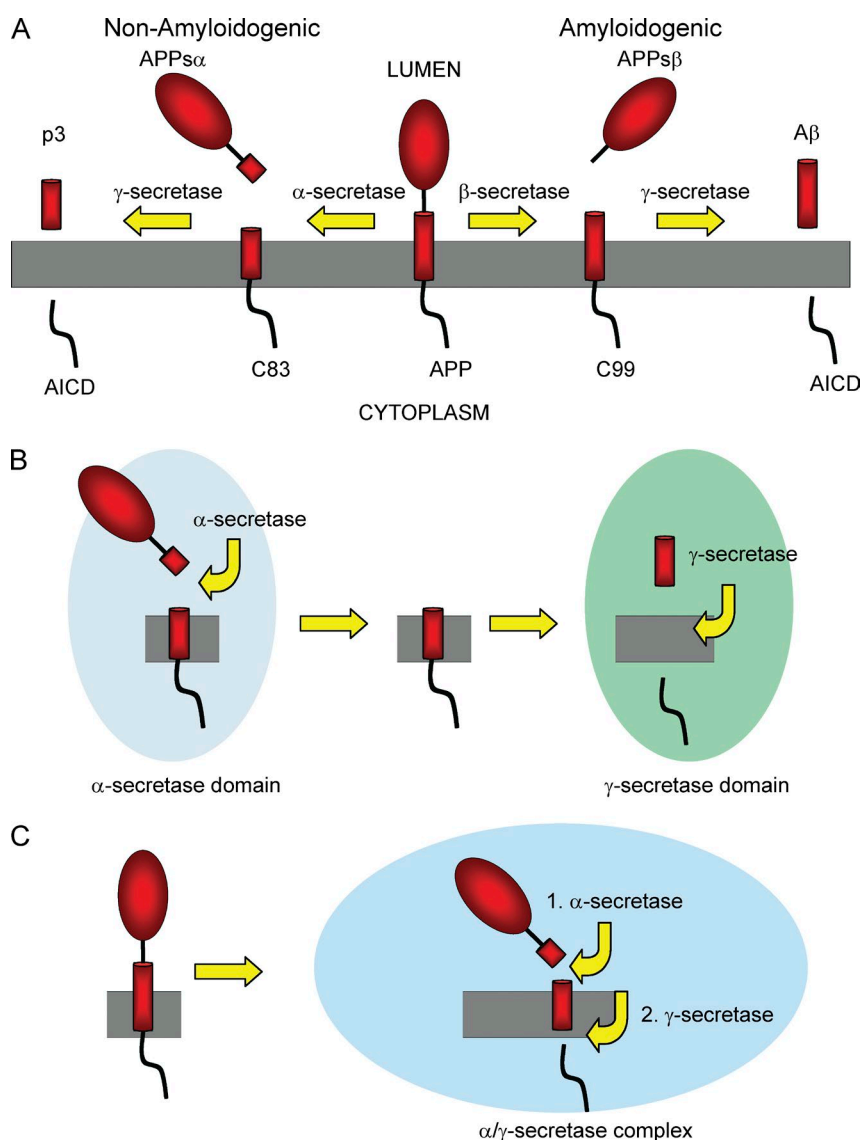 A
Non-Amyloidogenic
Amyloidogenic
APPsα
LUMEN
APPsβ
p3
Aβ
γ-secretase
α-secretase
β-secretase
γ-secretase
AICD
C83
APP
C99
AICD
CYTOPLASM
B
α-secretase
γ-secretase
α-secretase domain
γ-secretase domain
C
1. α-secretase
2. γ-secretase
α/γ-secretase complex